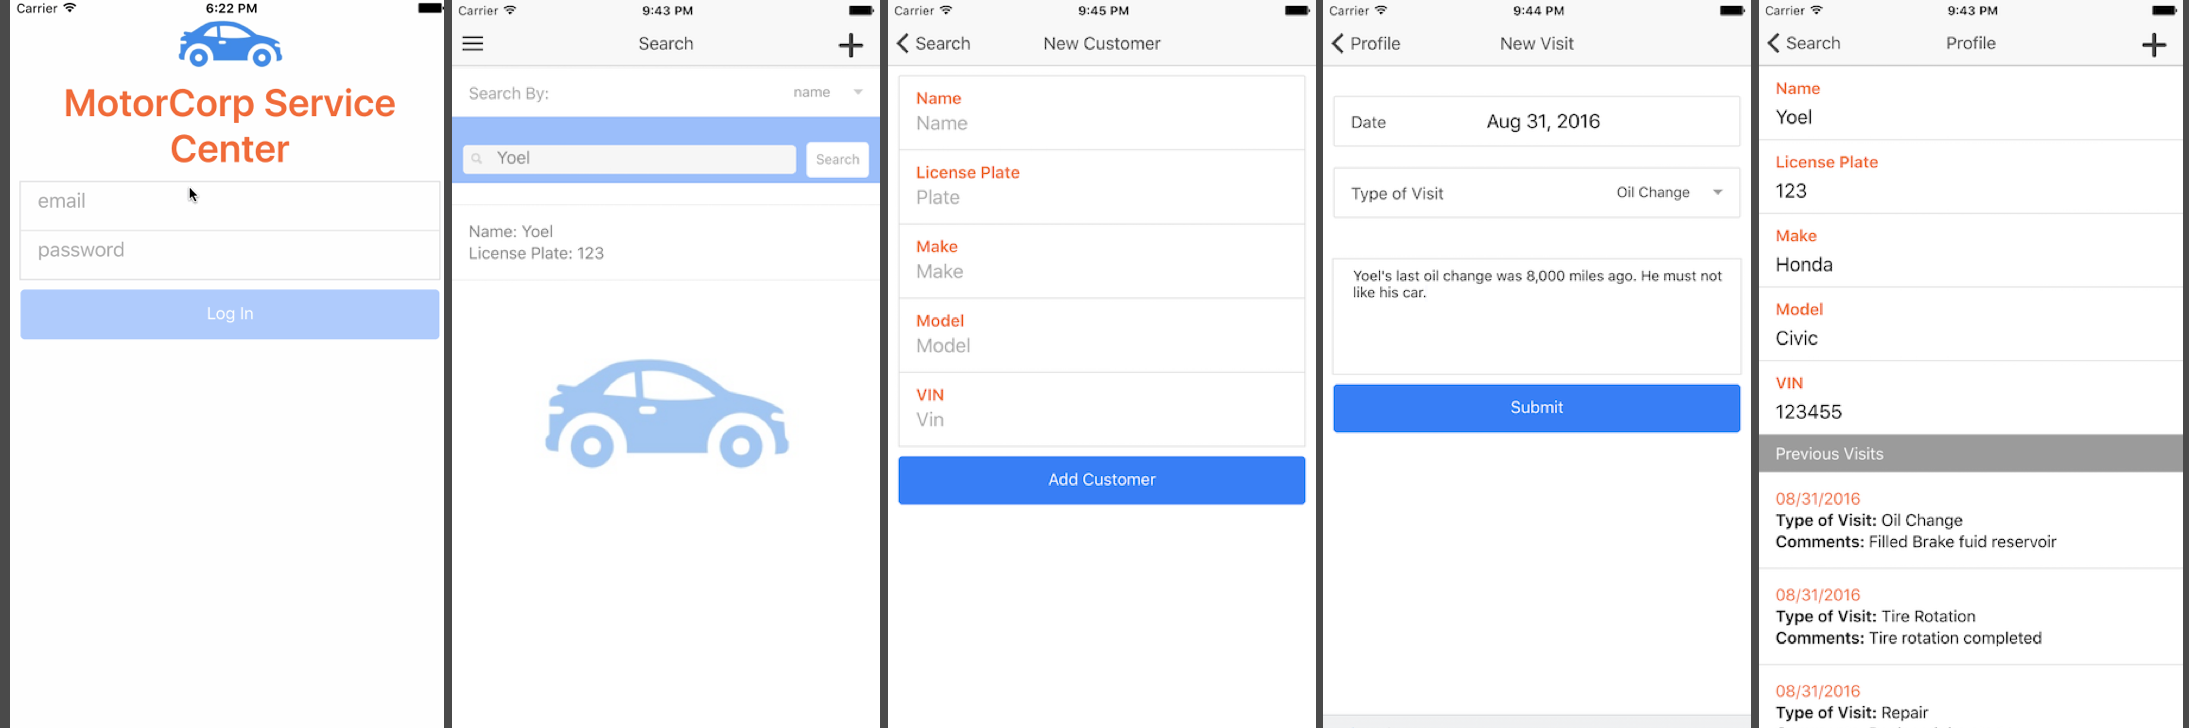 Carrier 6:22 PM
MotorCorp Service
Center
email
password
Log In
Carrier 9:43 PM
Search
Search By: name
Yoel Search
Name: Yoel
License Plate: 123
Carrier 9:45 PM
Search New Customer
Name
Name
License Plate
Plate
Make
Make
Model
Model
VIN
Vin
Add Customer
Carrier 9:44 PM
Profile New Visit
Date Aug 31, 2016
Type of Visit Oil Change
Yoel's last oil change was 8,000 miles ago. He must not
like his car.
Submit
Carrier 9:43 PM
Search Profile
Name
Yoel
License Plate
123
Make
Honda
Model
Civic
VIN
123455
Previous Visits
08/31/2016
Type of Visit: Oil Change
Comments: Filled Brake fuid reservoir
08/31/2016
Type of Visit: Tire Rotation
Comments: Tire rotation completed
08/31/2016
Type of Visit: Repair